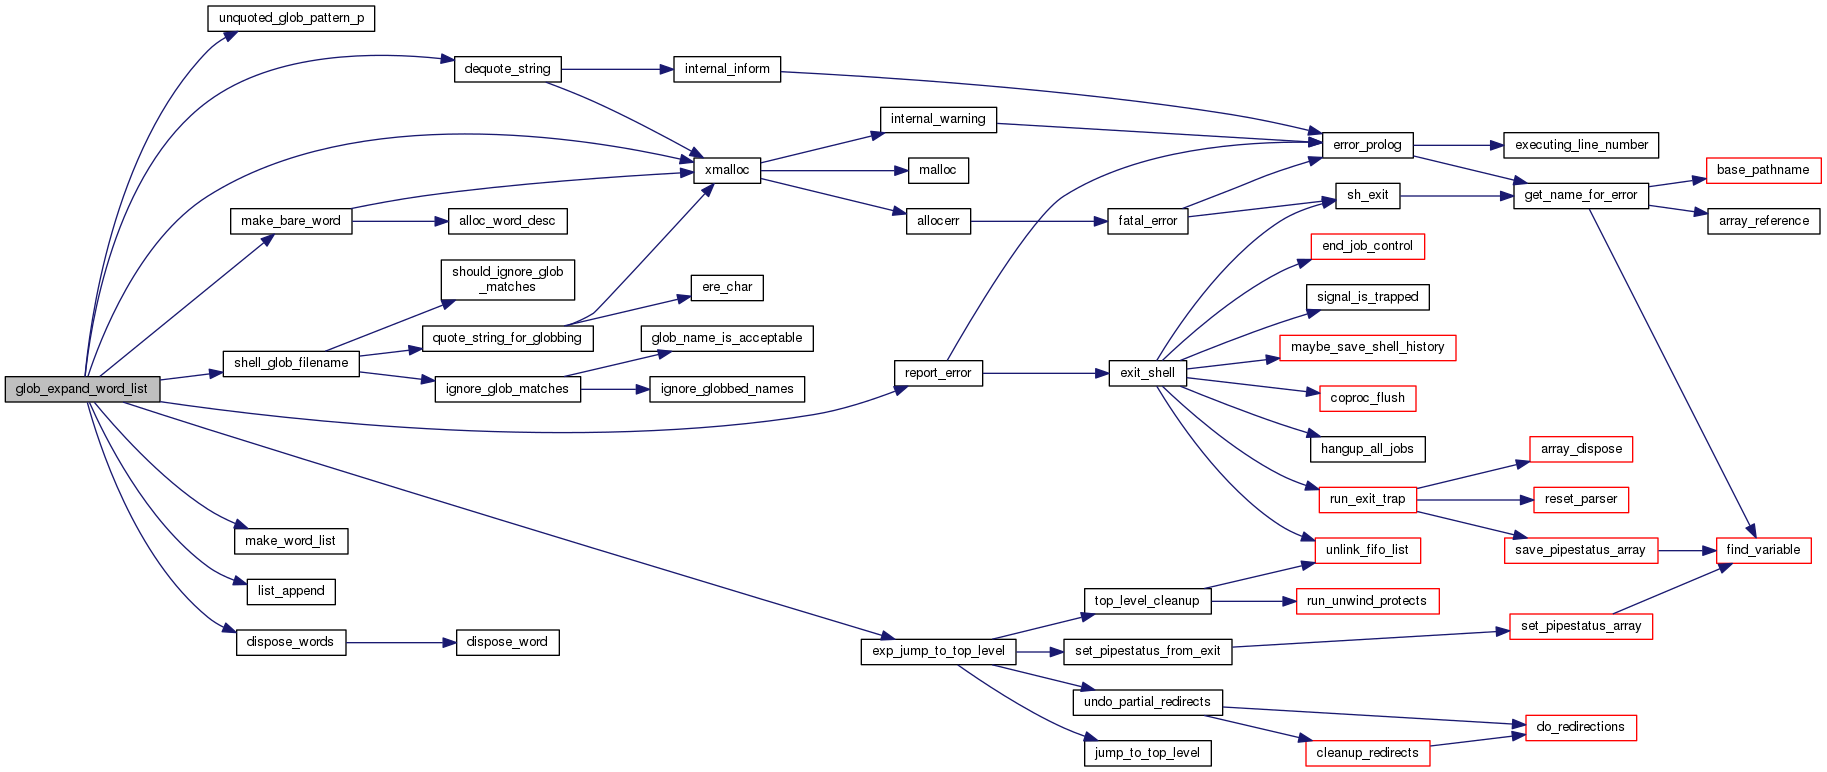 unquoted_glob_pattern_p
dequote_string
internal_inform
internal_warning
error_prolog
executing_line_number
xmalloc
malloc
base_pathname
sh_exit
get_name_for_error
make_bare_word
alloc_word_desc
allocerr
fatal_error
array_reference
end_job_control
should_ignore_glob
_matches
ere_char
signal_is_trapped
quote_string_for_globbing
glob_name_is_acceptable
maybe_save_shell_history
shell_glob_filename
report_error
exit_shell
glob_expand_word_list
ignore_glob_matches
ignore_globbed_names
coproc_flush
hangup_all_jobs
array_dispose
run_exit_trap
reset_parser
make_word_list
unlink_fifo_list
save_pipestatus_array
find_variable
list_append
top_level_cleanup
run_unwind_protects
set_pipestatus_array
dispose_words
dispose_word
exp_jump_to_top_level
set_pipestatus_from_exit
undo_partial_redirects
do_redirections
jump_to_top_level
cleanup_redirects